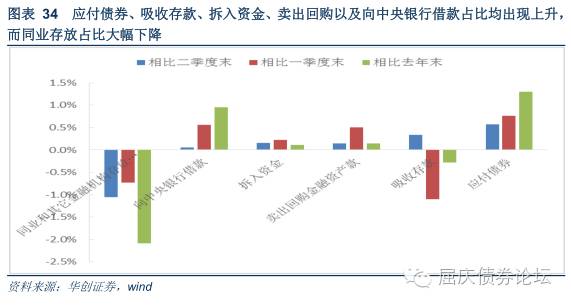 图表 34 应付债券、吸收存款、拆入资金、卖出回购以及向中央银行借款占比均出现上升，
而同业存放占比大幅下降
相比二季度末 相比一季度末 相比去年末
1.5%
1.0%
0.5%
0.0%
-0.5%
-1.0%
-1.5%
-2.0%
-2.5%
同业和其它金融机构存放…
向中央银行借款
拆入资金
卖出回购金融资产款
吸收存款
应付债券
资料来源：华创证券，wind
屈庆债券论坛